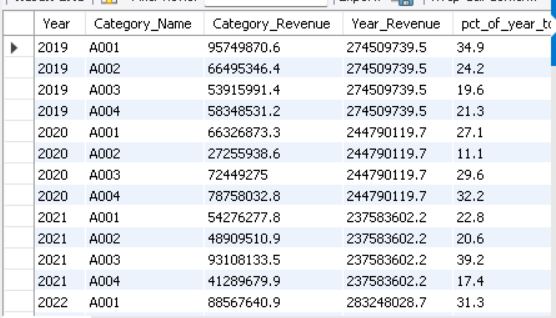 Year Category_Name Category_Revenue Year_Revenue pct_of_year_to
2019 A001 95749870.6 274509739.5 34.9
2019 A002 66495346.4 274509739.5 24.2
2019 A003 53915991.4 274509739.5 19.6
2019 A004 58348531.2 274509739.5 21.3
2020 A001 66326873.3 244790119.7 27.1
2020 A002 27255938.6 244790119.7 11.1
2020 A003 72449275 244790119.7 29.6
2020 A004 78758032.8 244790119.7 32.2
2021 A001 54276277.8 237583602.2 22.8
2021 A002 48909510.9 237583602.2 20.6
2021 A003 93108133.5 237583602.2 39.2
2021 A004 41289679.9 237583602.2 17.4
2022 A001 88567640.9 283248028.7 31.3